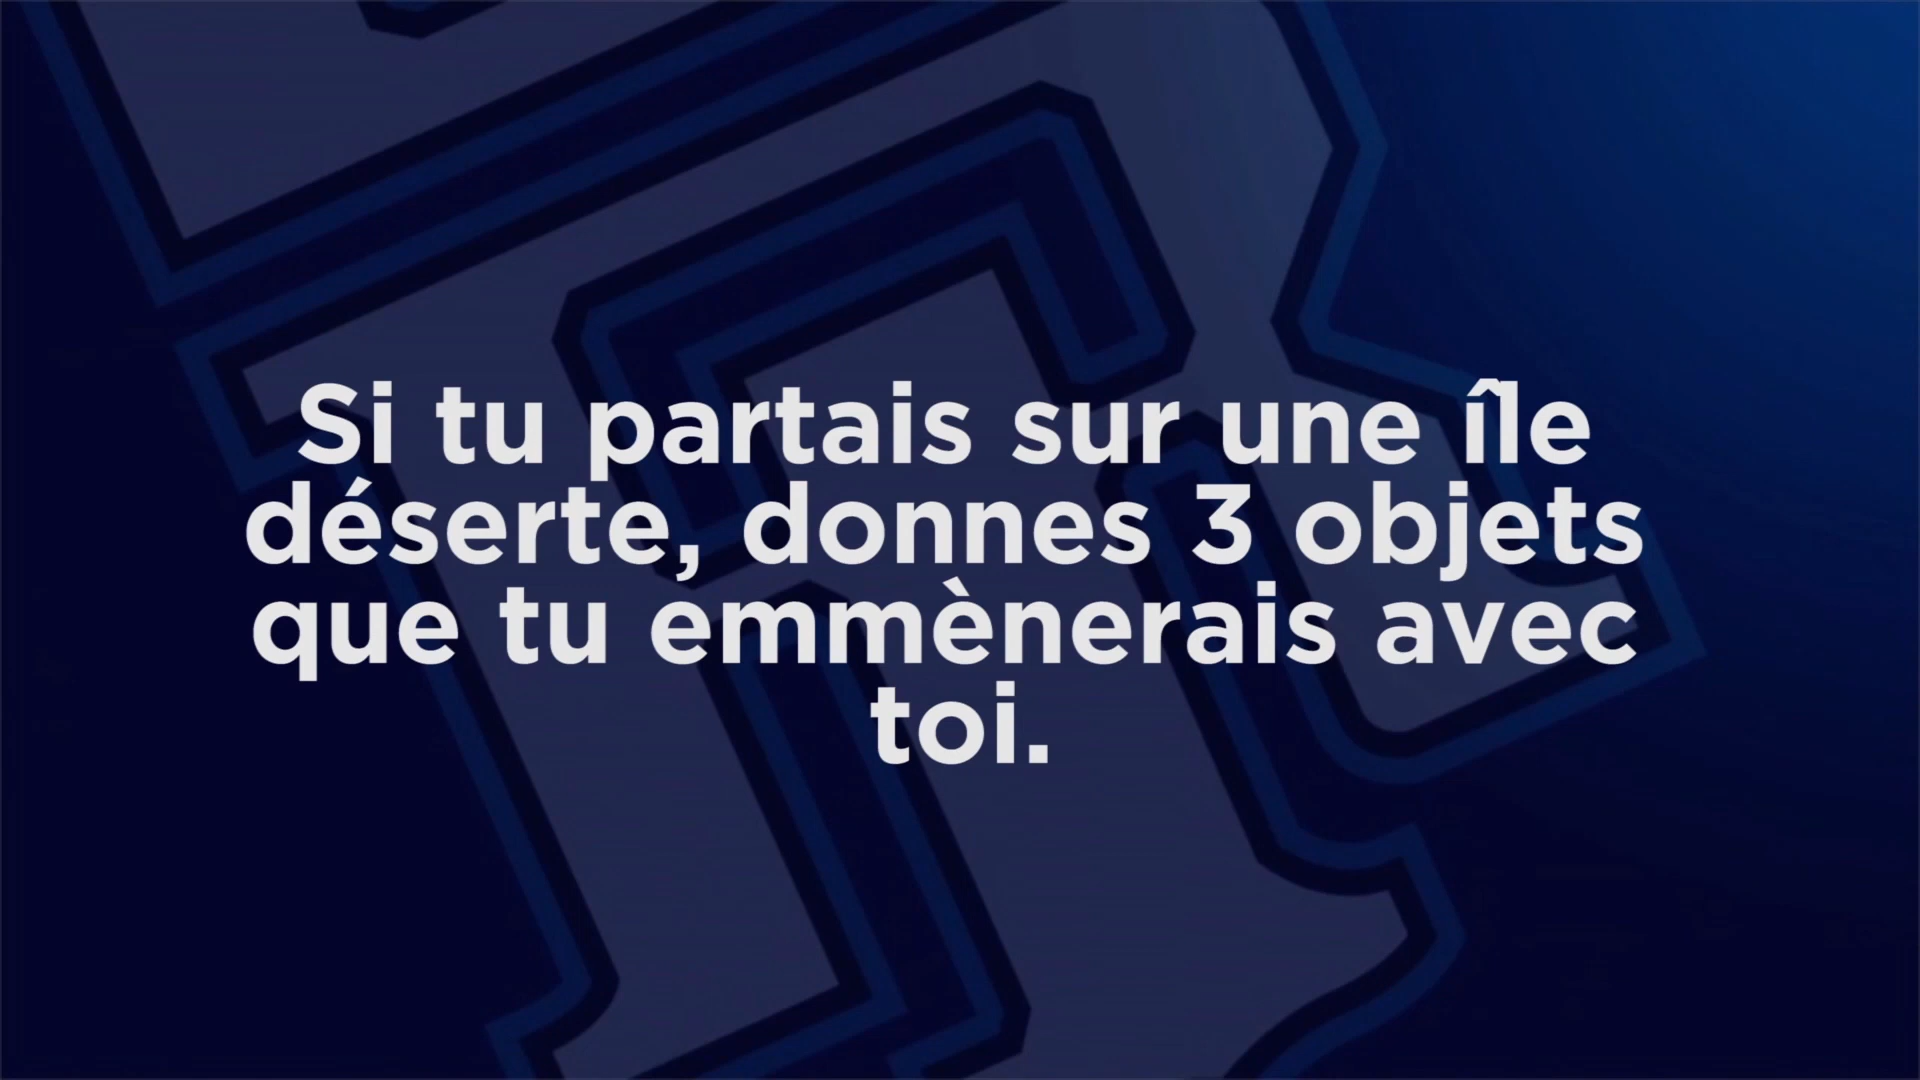 Si tu partais sur une île
déserte, donnes 3 objets
que tu emmènerais avec
toi.